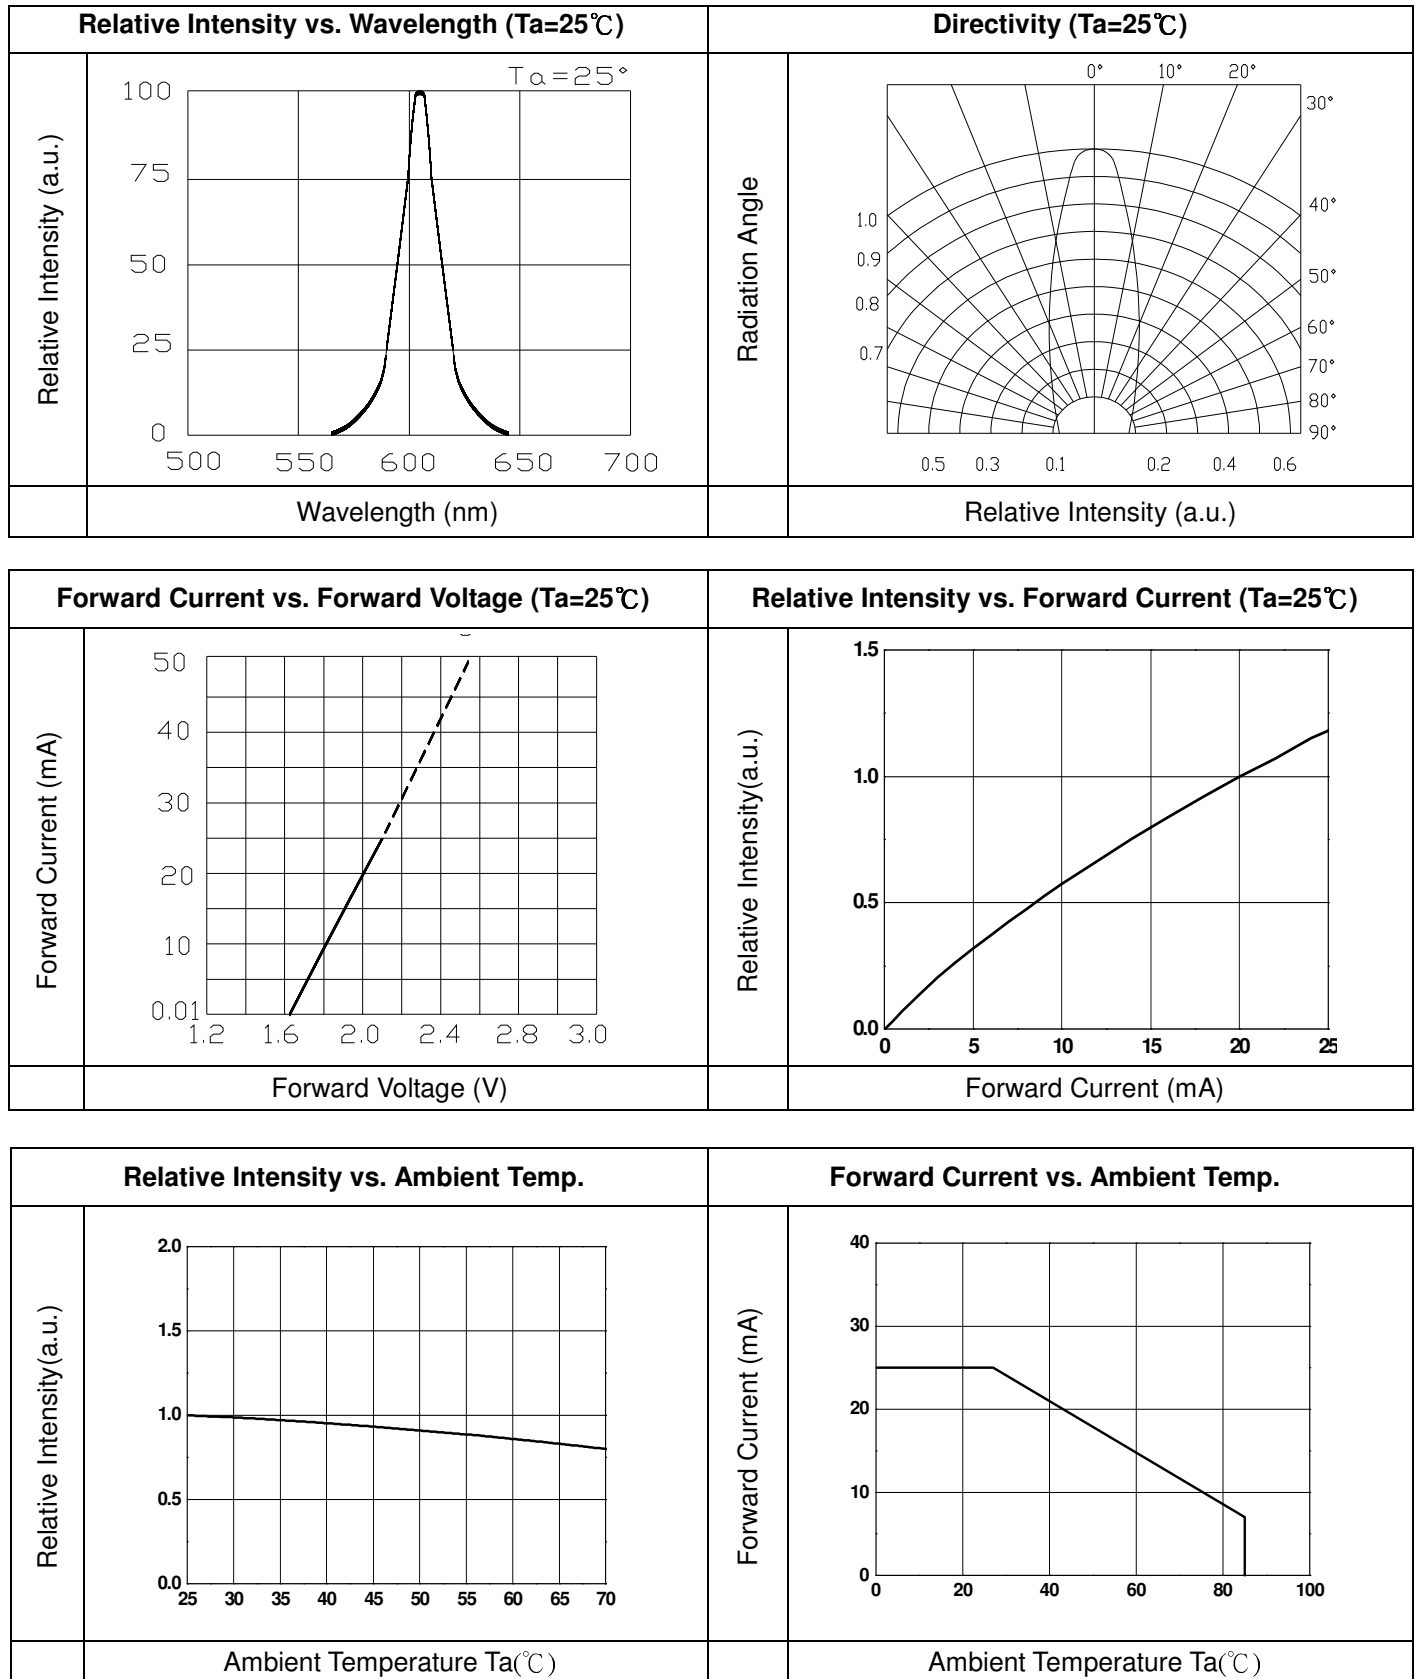 Relative Intensity vs. Wavelength (Ta=25℃)
Directivity (Ta=25℃)
Relative Intensity (a.u.)
Ta=25°
100
75
50
25
0
500 550 600 650 700
Wavelength (nm)
Radiation Angle
0° 10° 20°
30°
40°
50°
60°
70°
80°
90°
1.0
0.9
0.8
0.7
0.5 0.3 0.1 0.2 0.4 0.6
Relative Intensity (a.u.)
Forward Current vs. Forward Voltage (Ta=25℃)
Relative Intensity vs. Forward Current (Ta=25℃)
Forward Current (mA)
50
40
30
20
10
0.01
1.2 1.6 2.0 2.4 2.8 3.0
Forward Voltage (V)
Relative Intensity(a.u.)
1.5
1.0
0.5
0.0
0 5 10 15 20 25
Forward Current (mA)
Relative Intensity vs. Ambient Temp.
Forward Current vs. Ambient Temp.
Relative Intensity(a.u.)
2.0
1.5
1.0
0.5
0.0
25 30 35 40 45 50 55 60 65 70
Ambient Temperature Ta(℃)
Forward Current (mA)
40
30
20
10
0
0 20 40 60 80 100
Ambient Temperature Ta(℃)